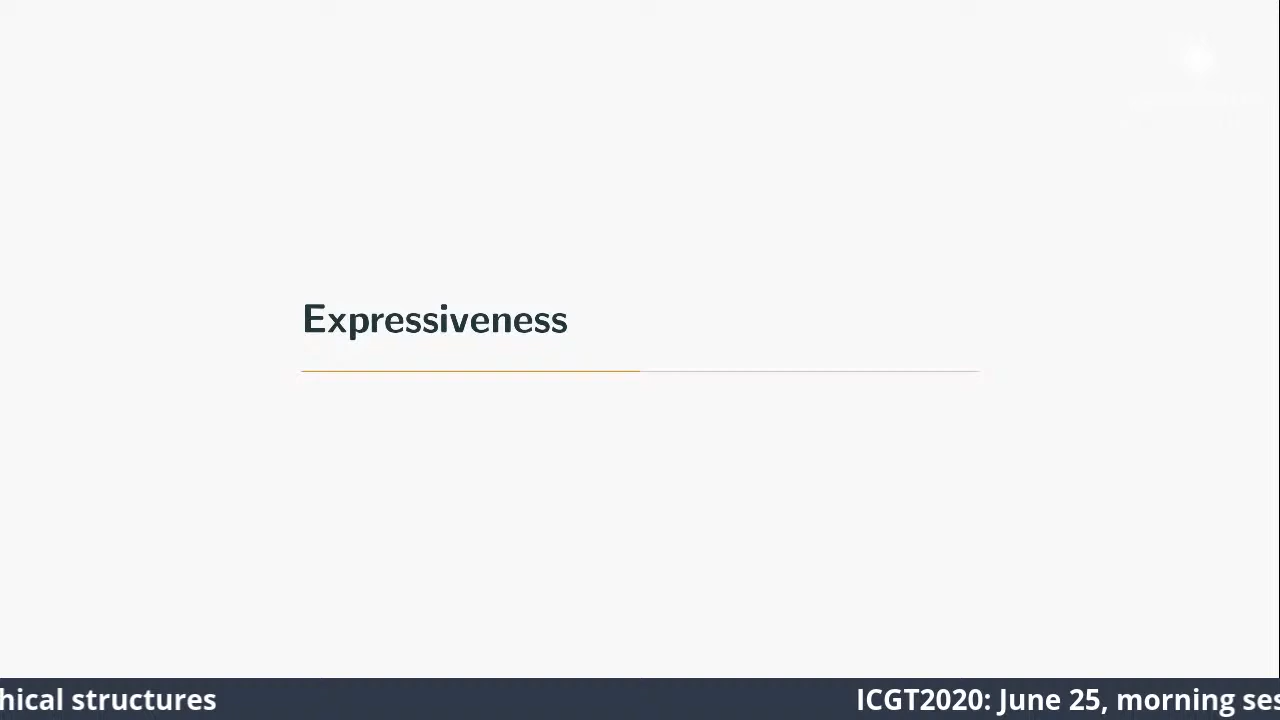 Expressiveness
hical structures
ICGT2020: June 25, morning ses